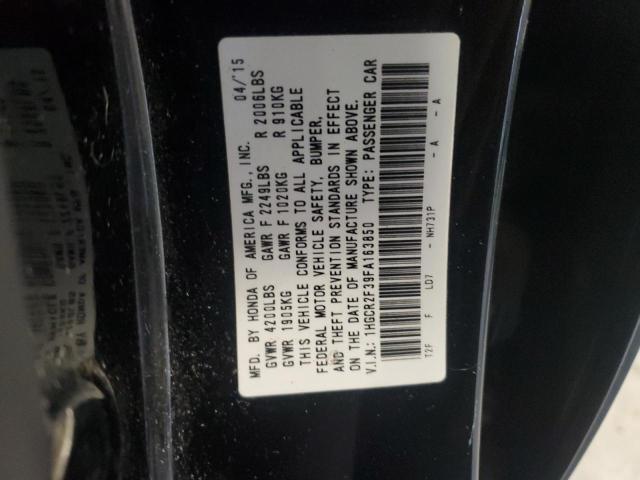 MFD. BY HONDA OF AMERICA MFG., INC. 04/'15
GVWR 4200LBS GAWR F 2249LBS R 2006LBS
GVWR 1905KG GAWR F 1020KG R 910KG
THIS VEHICLE CONFORMS TO ALL APPLICABLE
FEDERAL MOTOR VEHICLE SAFETY, BUMPER,
AND THEFT PREVENTION STANDARDS IN EFFECT
ON THE DATE OF MANUFACTURE SHOWN ABOVE.
V.I.N.: 1HGCR2F39FA163850 TYPE: PASSENGER CAR
T2F F LD7 - NH731P - A - A